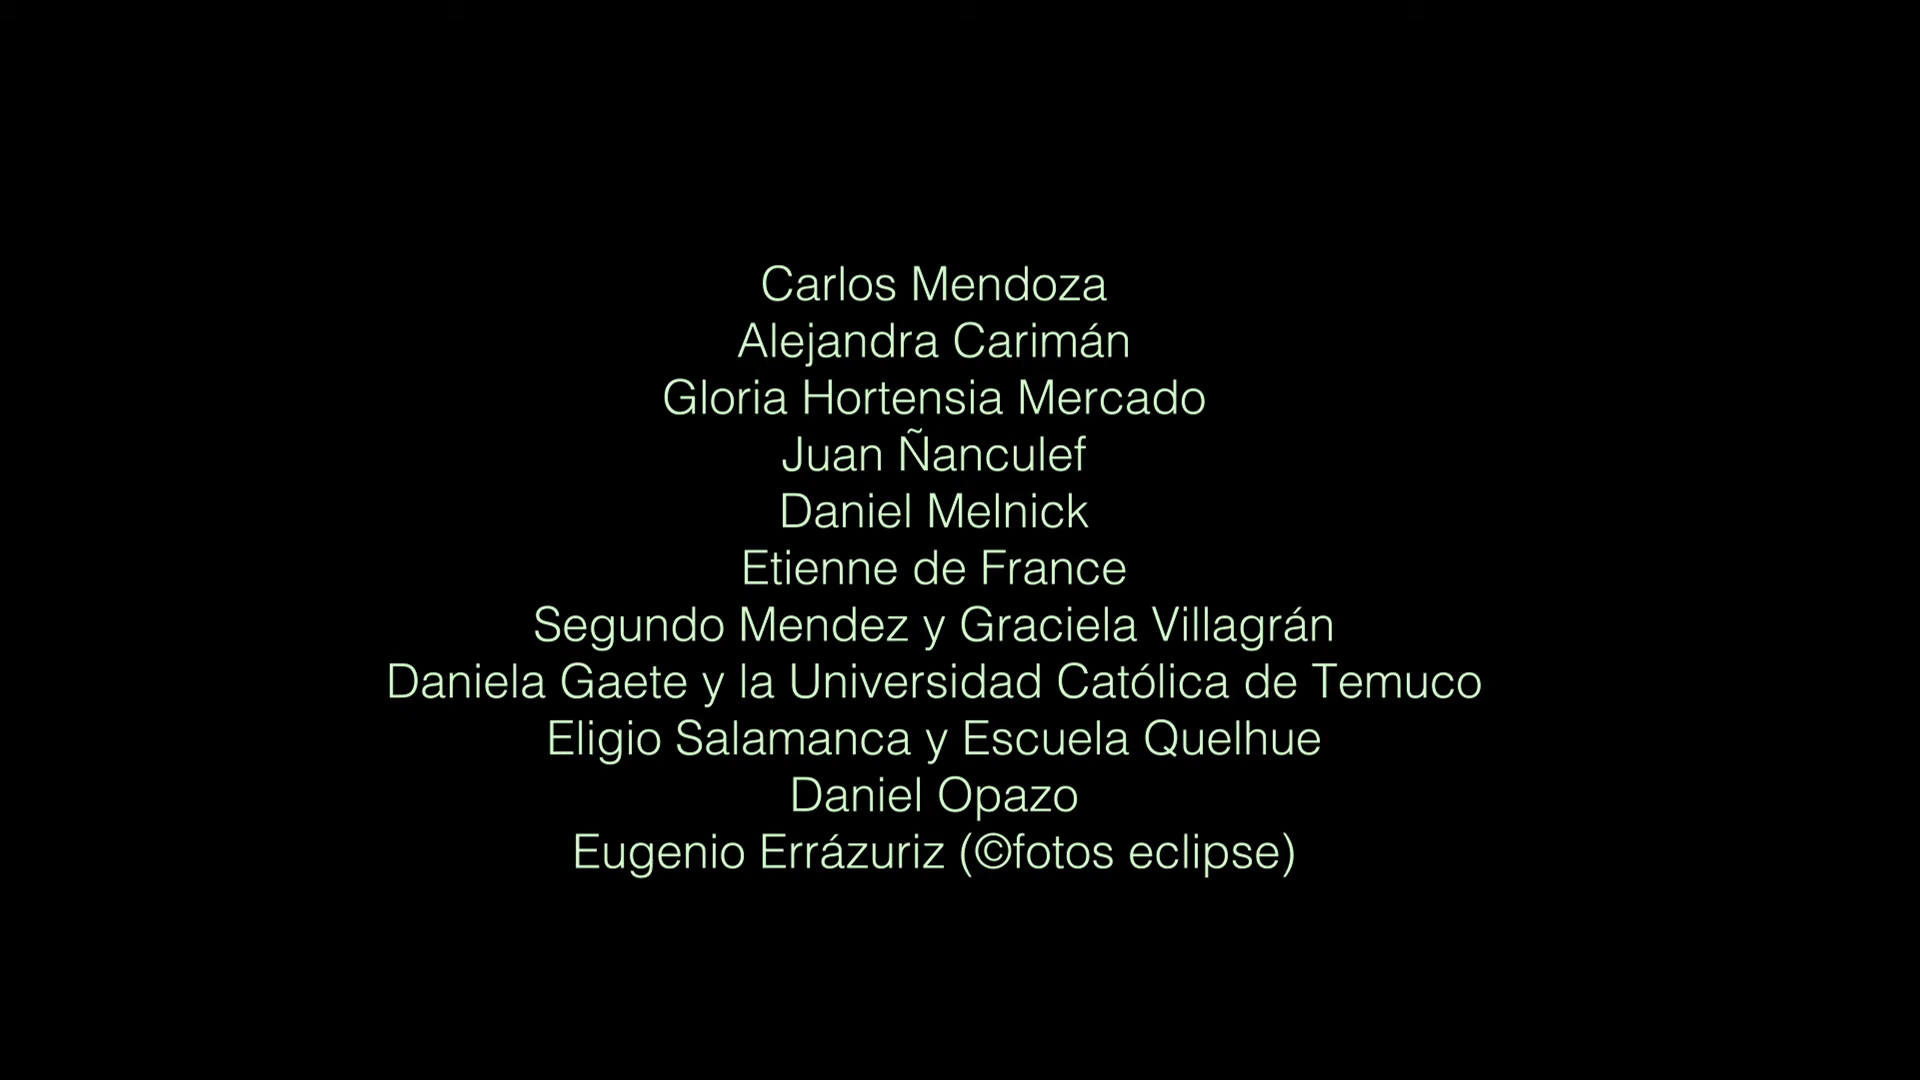 Carlos Mendoza
Alejandra Carimán
Gloria Hortensia Mercado
Juan Ñanculef
Daniel Melnick
Etienne de France
Segundo Mendez y Graciela Villagrán
Daniela Gaete y la Universidad Católica de Temuco
Eligio Salamanca y Escuela Quelhue
Daniel Opazo
Eugenio Errázuriz (©fotos eclipse)